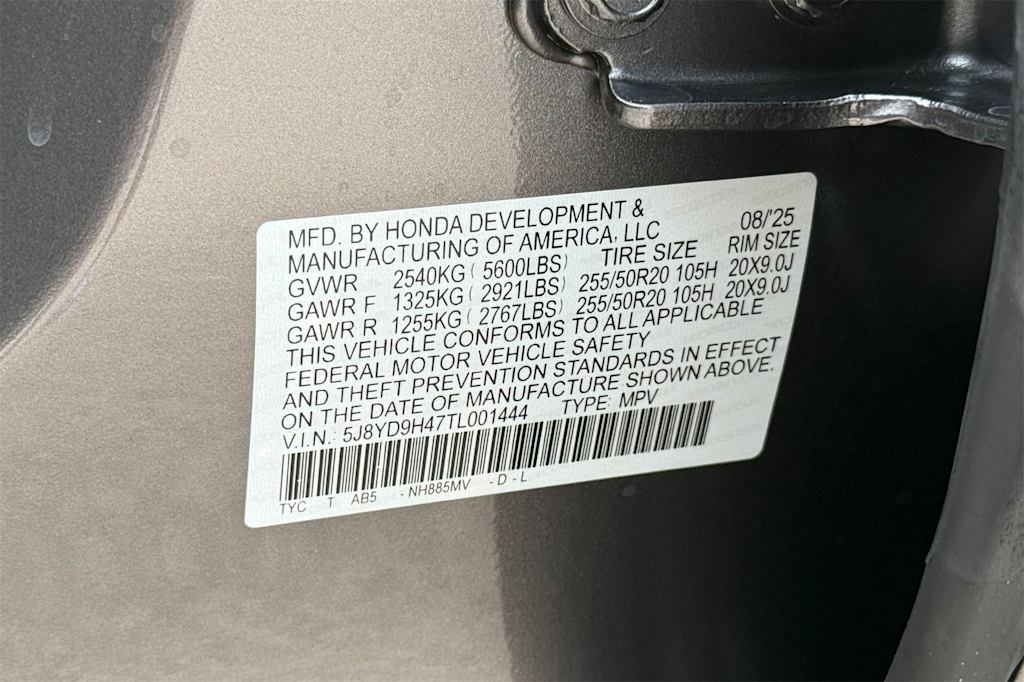 MFD. BY HONDA DEVELOPMENT & 08/'25
MANUFACTURING OF AMERICA, LLC
GVWR 2540KG ( 5600LBS) TIRE SIZE RIM SIZE
GAWR F 1325KG ( 2921LBS) 255/50R20 105H 20X9.0J
GAWR R 1255KG ( 2767LBS) 255/50R20 105H 20X9.0J
THIS VEHICLE CONFORMS TO ALL APPLICABLE
FEDERAL MOTOR VEHICLE SAFETY
AND THEFT PREVENTION STANDARDS IN EFFECT
ON THE DATE OF MANUFACTURE SHOWN ABOVE.
V.I.N.: 5J8YD9H47TL001444 TYPE: MPV
TYC T AB5 - NH885MV - D - L